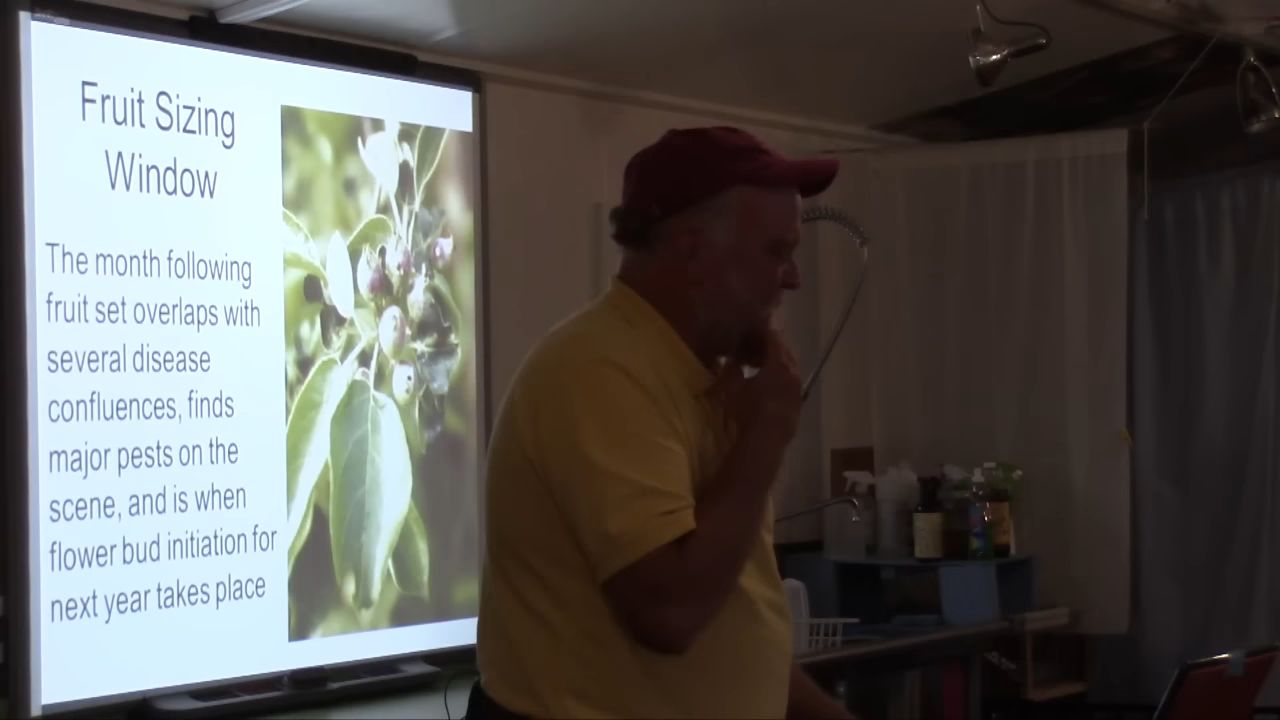 Fruit Sizing
Window
The month following
fruit set overlaps with
several disease
confluences, finds
major pests on the
scene, and is when
flower bud initiation for
next year takes place